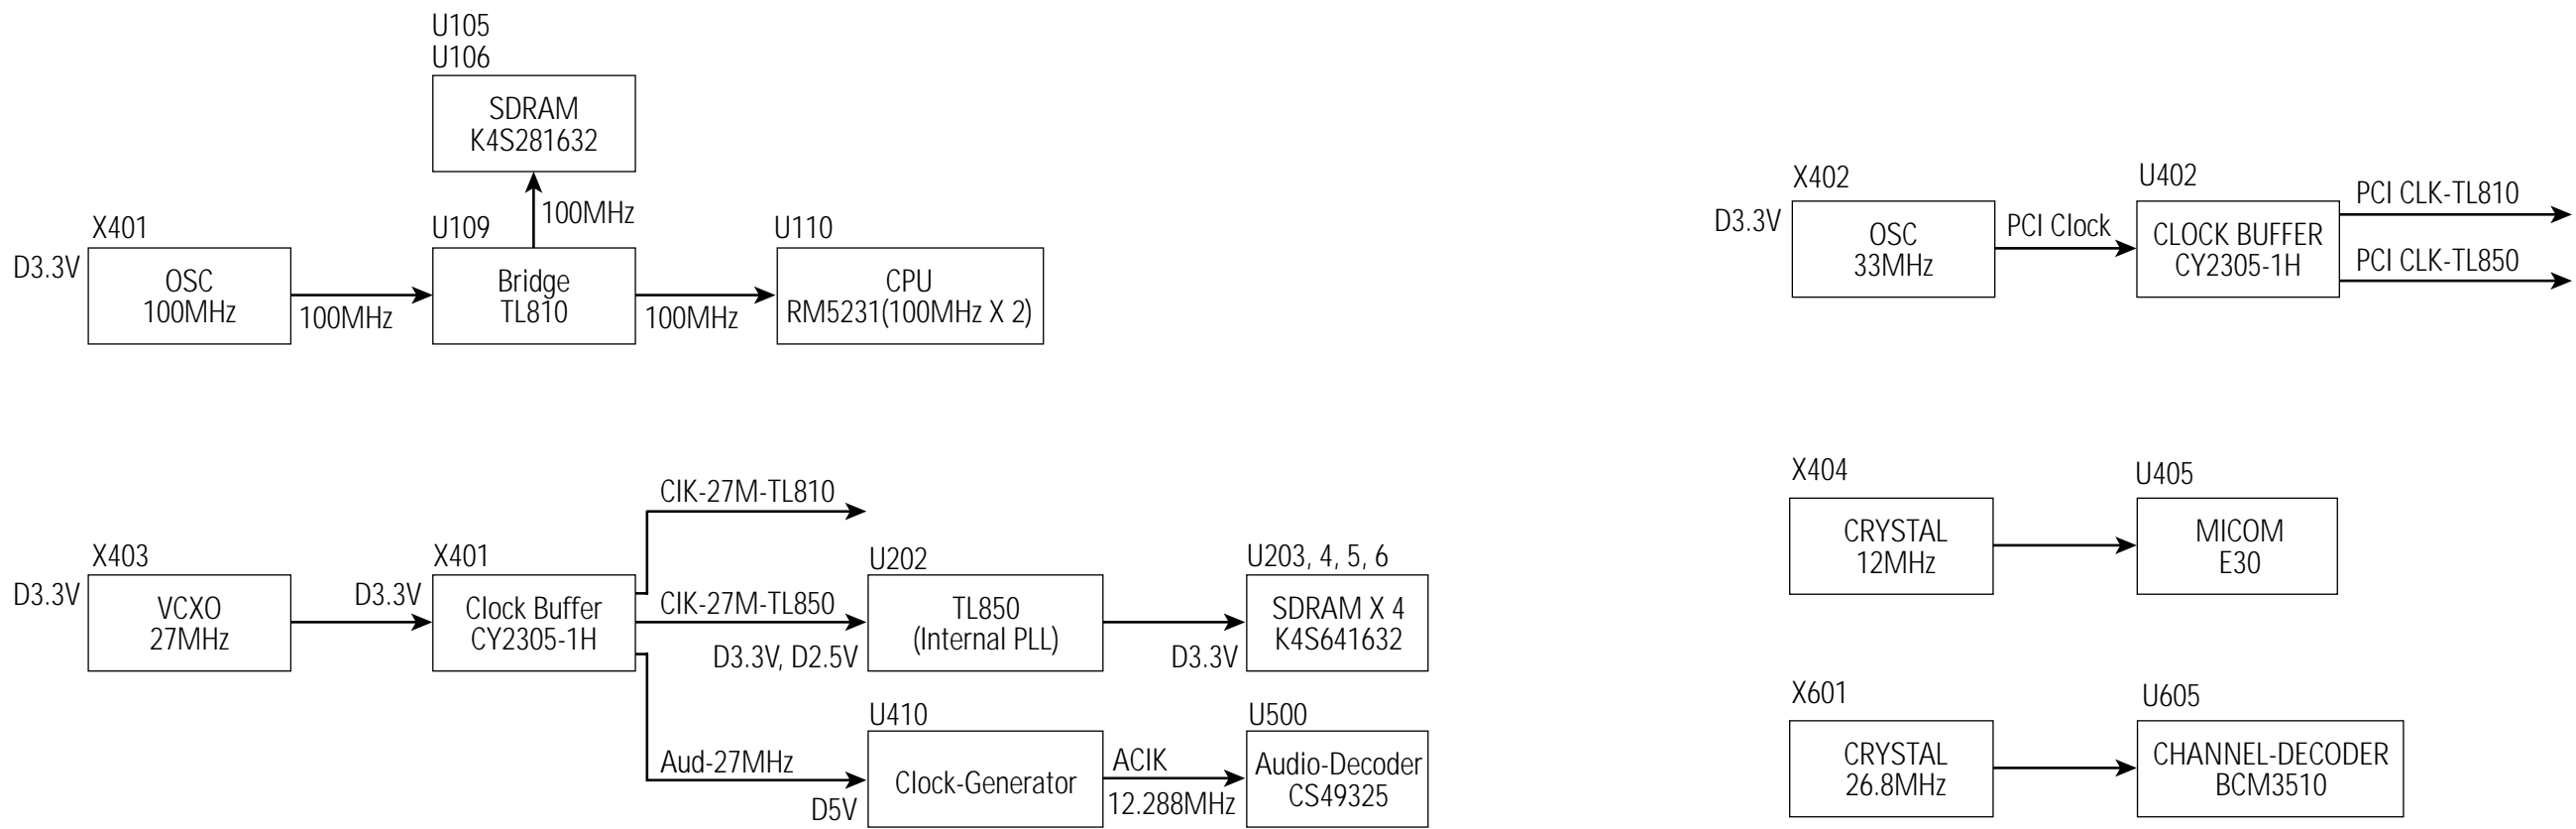 U105
U106
SDRAM
K4S281632
100MHz
X401
D3.3V
OSC
100MHz
100MHz
U109
Bridge
TL810
100MHz
U110
CPU
RM5231(100MHz X 2)
X402
D3.3V
OSC
33MHz
PCI Clock
U402
CLOCK BUFFER
CY2305-1H
PCI CLK-TL810
PCI CLK-TL850
X403
D3.3V
VCXO
27MHz
D3.3V
X401
Clock Buffer
CY2305-1H
CIK-27M-TL810
CIK-27M-TL850
D3.3V, D2.5V
U202
TL850
(Internal PLL)
D3.3V
U203, 4, 5, 6
SDRAM X 4
K4S641632
Aud-27MHz
D5V
U410
Clock-Generator
ACIK
12.288MHz
U500
Audio-Decoder
CS49325
X404
CRYSTAL
12MHz
U405
MICOM
E30
X601
CRYSTAL
26.8MHz
U605
CHANNEL-DECODER
BCM3510